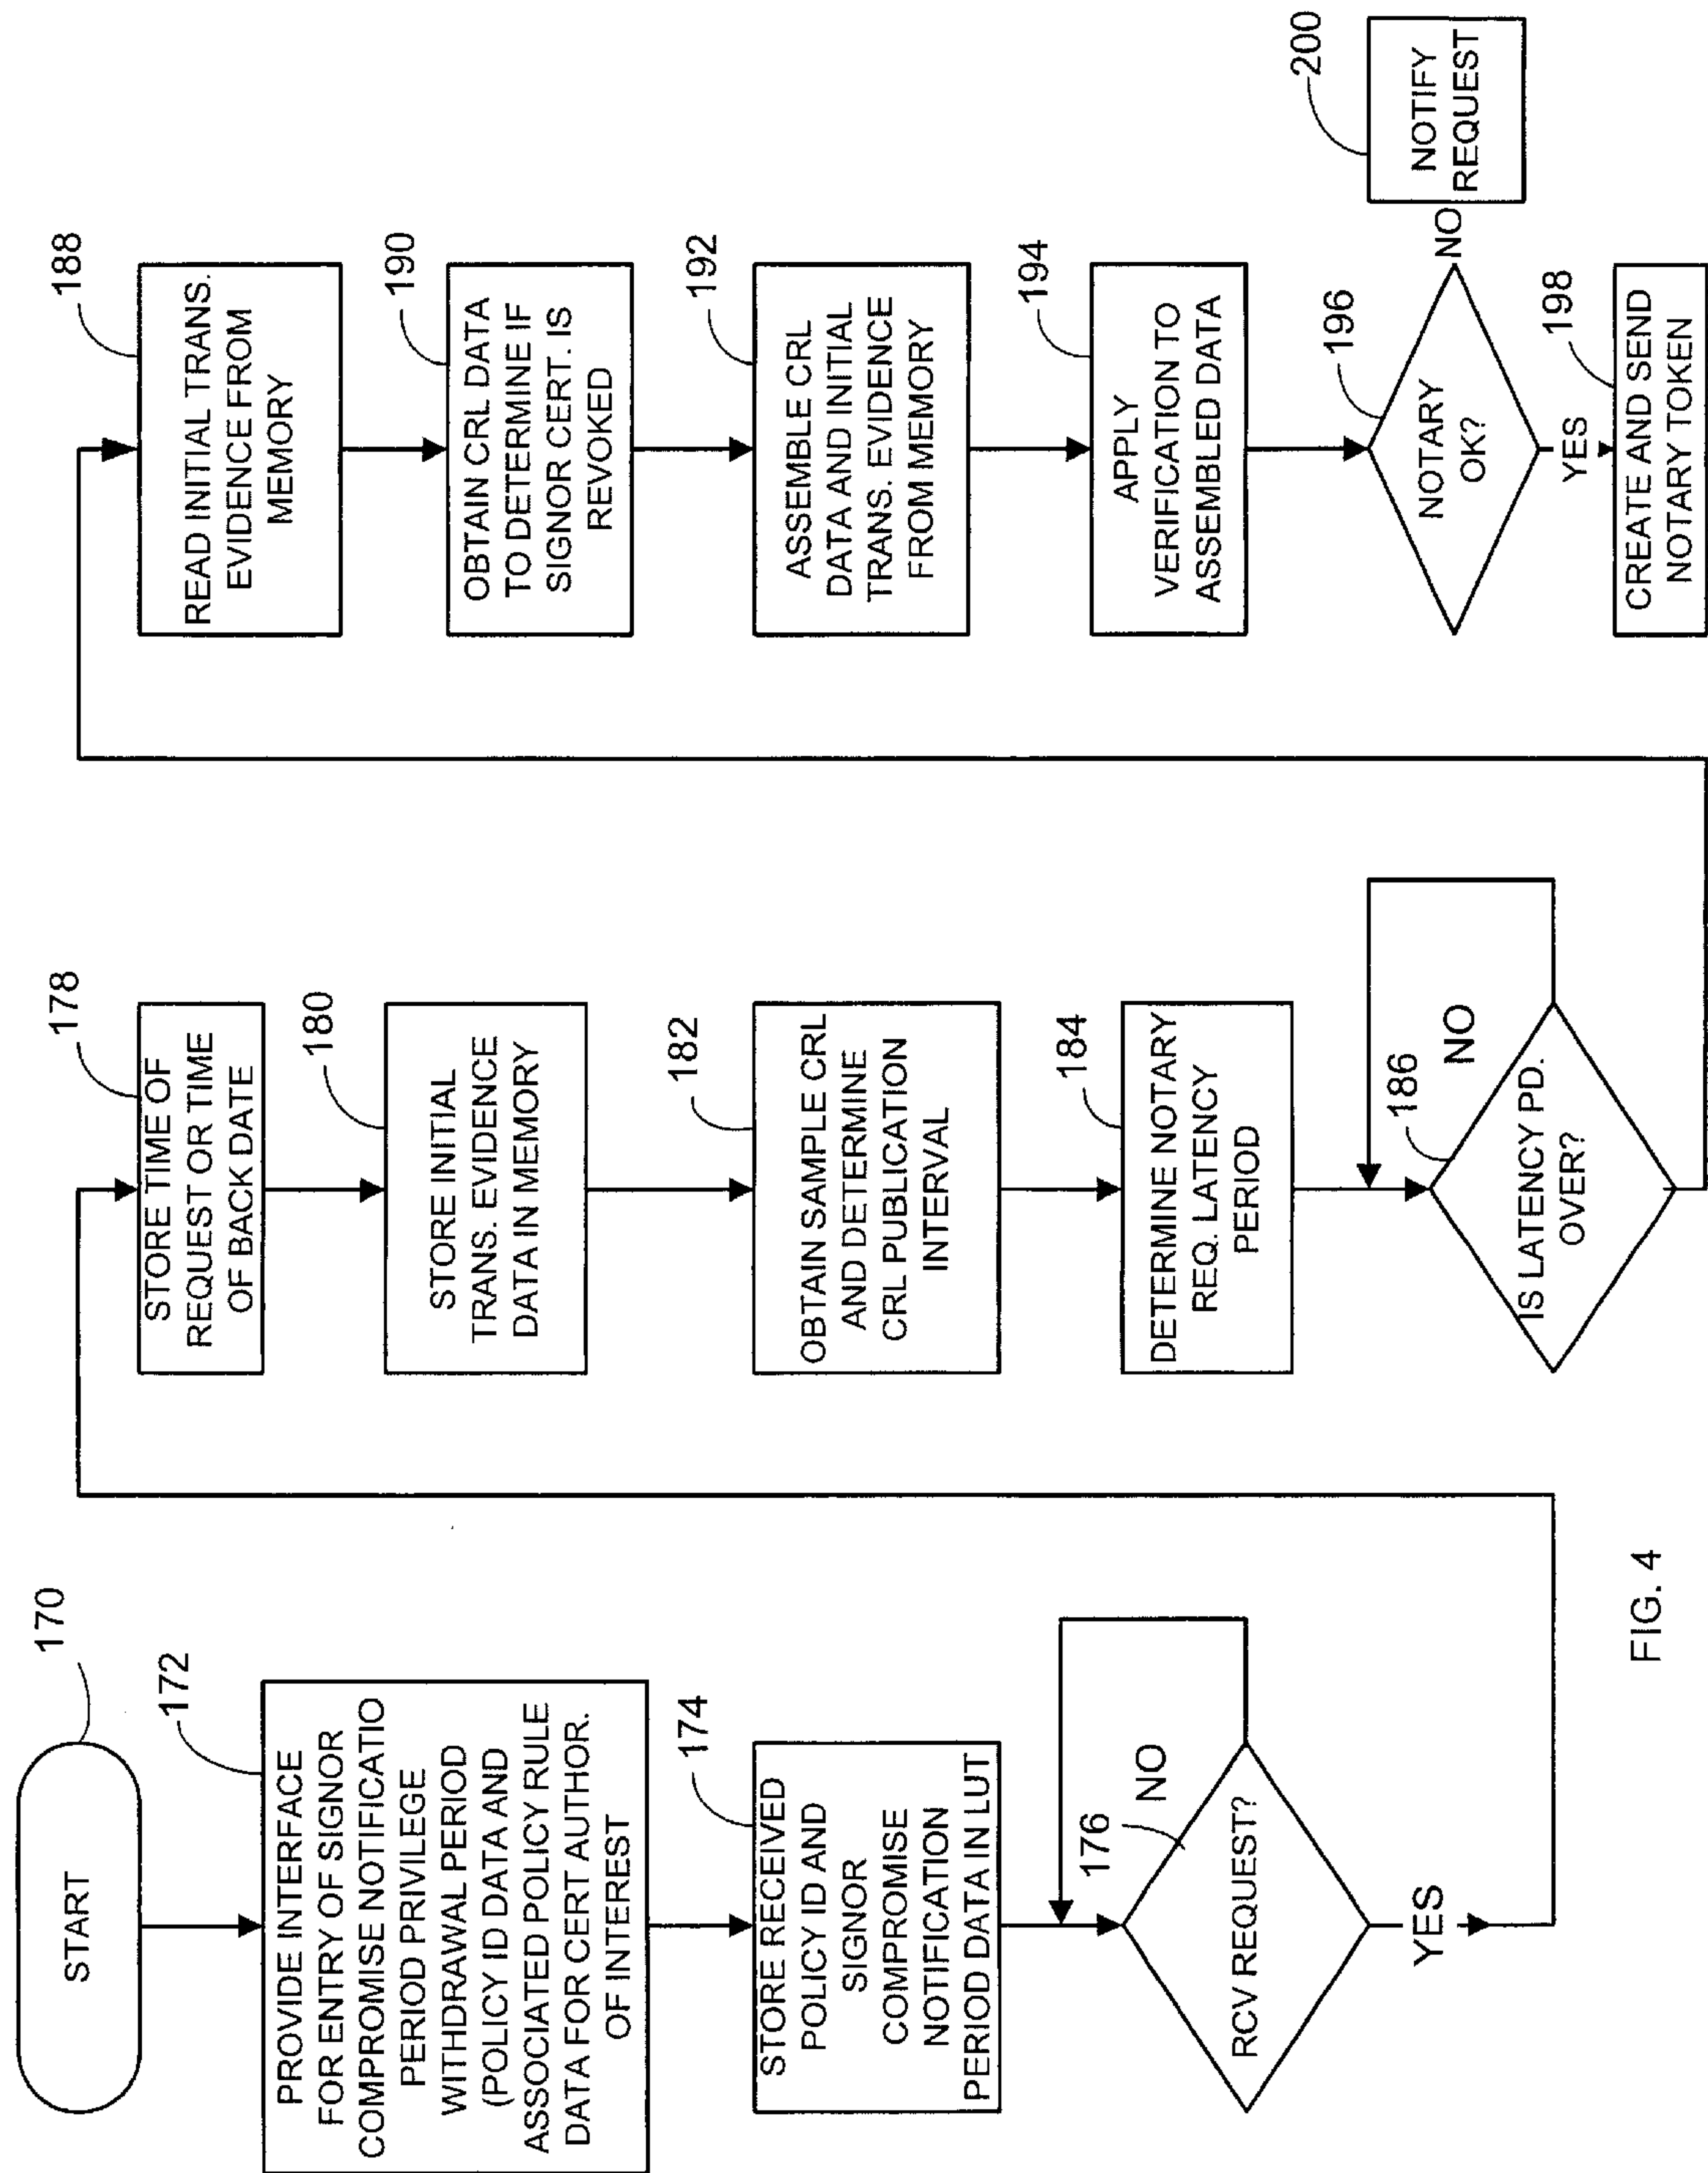 START
170
172
PROVIDE INTERFACE
FOR ENTRY OF SIGNOR
COMPROMISE NOTIFICATIO
PERIOD PRIVILEGE
WITHDRAWAL PERIOD
(POLICY ID DATA AND
ASSOCIATED POLICY RULE
DATA FOR CERT AUTHOR.
OF INTEREST
174
STORE RECEIVED
POLICY ID AND
SIGNOR
COMPROMISE
NOTIFICATION
PERIOD DATA IN LUT
176
NO
RCV REQUEST?
YES
178
STORE TIME OF
REQUEST OR TIME
OF BACK DATE
180
STORE INITIAL
TRANS. EVIDENCE
DATA IN MEMORY
182
OBTAIN SAMPLE CRL
AND DETERMINE
CRL PUBLICATION
INTERVAL
184
DETERMINE NOTARY
REQ. LATENCY
PERIOD
186
NO
IS LATENCY PD.
OVER?
188
READ INITIAL TRANS.
EVIDENCE FROM
MEMORY
190
OBTAIN CRL DATA
TO DETERMINE IF
SIGNOR CERT. IS
REVOKED
192
ASSEMBLE CRL
DATA AND INITIAL
TRANS. EVIDENCE
FROM MEMORY
194
APPLY
VERIFICATION TO
ASSEMBLED DATA
196
NOTARY
OK?
NO
200
NOTIFY
REQUEST
YES
198
CREATE AND SEND
NOTARY TOKEN
FIG. 4